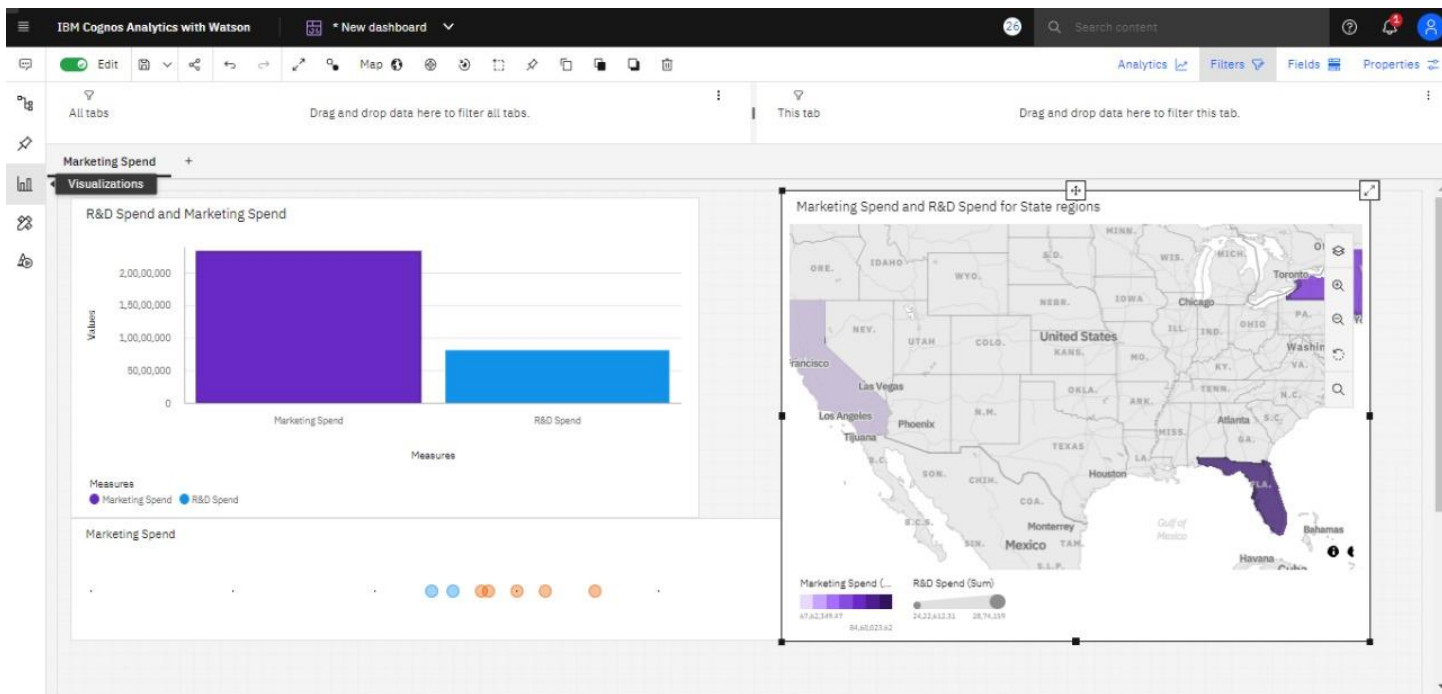 IBM Cognos Analytics with Watson
* New dashboard
26
Search content
1
Edit
Map
Analytics
Filters
Fields
Properties
All tabs
Drag and drop data here to filter all tabs.
This tab
Drag and drop data here to filter this tab.
Marketing Spend +
Visualizations
R&D Spend and Marketing Spend
2,00,00,000
1,50,00,000
1,00,00,000
50,00,000
0
Values
Marketing Spend
R&D Spend
Measures
Measures
Marketing Spend
R&D Spend
Marketing Spend
Marketing Spend and R&D Spend for State regions
MINN.
ORE.
IDAHO
S.D.
WIS.
MICH.
WYO.
Toronto
NEBR.
IOWA
Chicago
PA.
NEV.
UTAH
COLO.
United States
KANS.
ILL.
IND.
OHIO
MO.
Washin
rancisco
KY.
VA.
Las Vegas
OKLA.
TENN.
N.C.
ARK.
Los Angeles
Phoenix
N.M.
Atlanta
S.C.
Tijuana
MISS.
GA.
TEXAS
B.C.
LA.
SON.
CHIH.
Houston
FLA.
COA.
B.C.S.
Monterrey
Gulf of
Mexico
Bahamas
SIN.
Mexico
TAM.
Havana
S.L.P.
Cuba
Marketing Spend (...
R&D Spend (Sum)
67,62,349.47
84,60,023.62
24,22,612.31
28,74,159